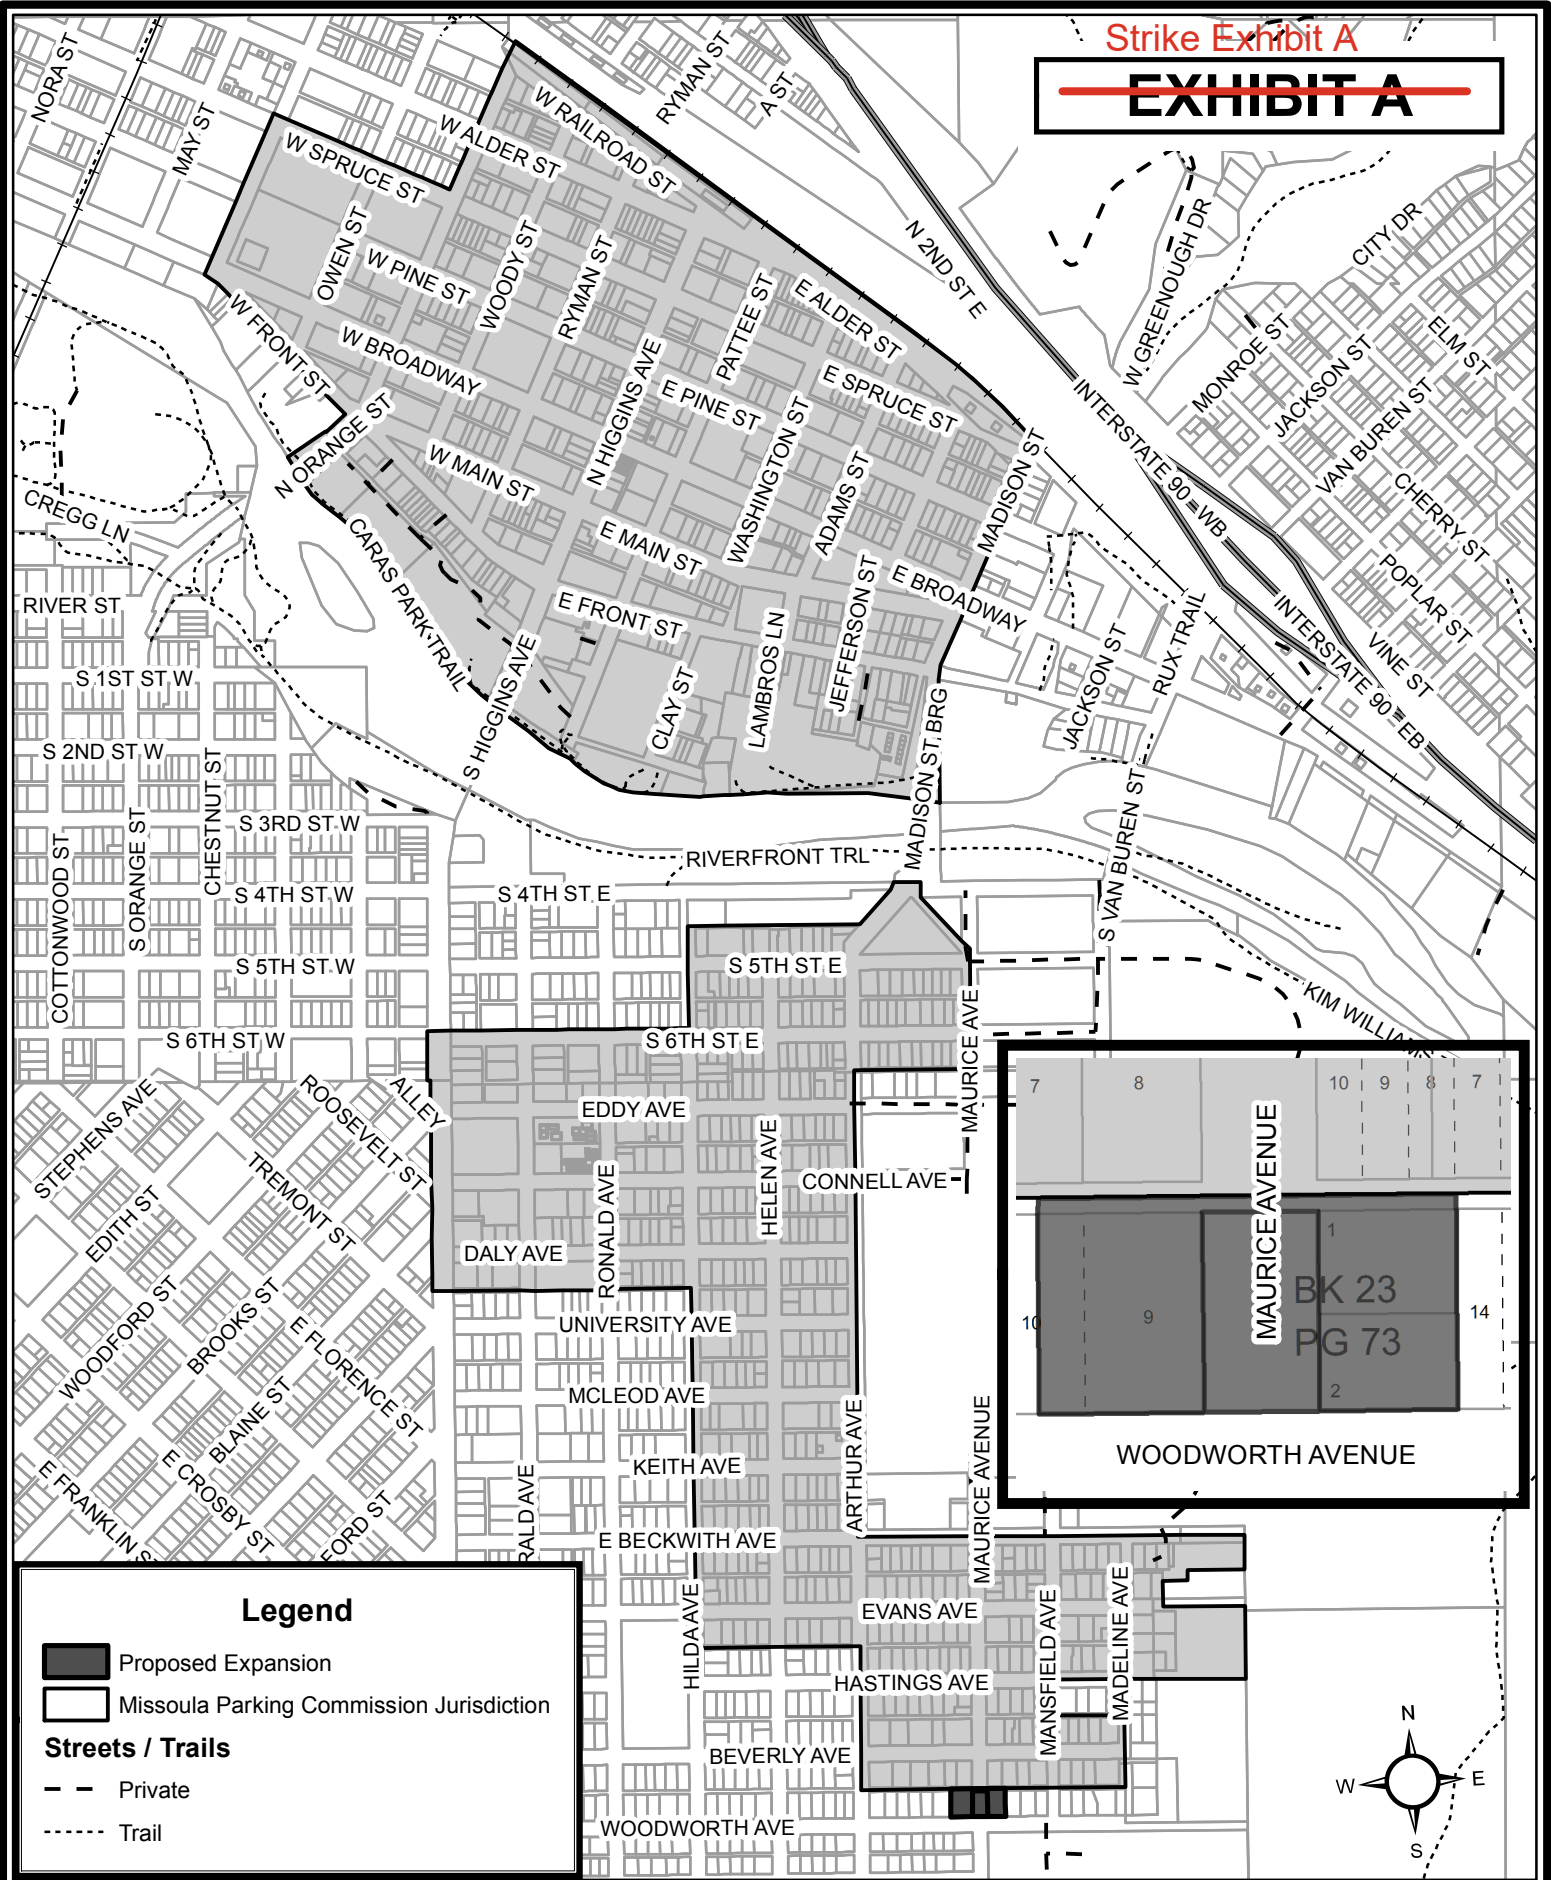 Strike Exhibit A
EXHIBIT A
NORA ST
MAY ST
W SPRUCE ST
W ALDER ST
W RAILROAD ST
RYMAN ST
A ST
N 2ND ST E
W GREENOUGH DR
CITY DR
OWEN ST
W PINE ST
WOODY ST
RYMAN ST
PATTEE ST
E ALDER ST
W FRONT ST
W BROADWAY
N HIGGINS AVE
E PINE ST
E SPRUCE ST
WASHINGTON ST
MONROE ST
JACKSON ST
ELM ST
VAN BUREN ST
CHERRY ST
INTERSTATE 90 - WB
N ORANGE ST
W MAIN ST
ADAMS ST
MADISON ST
CREGG LN
CARAS PARK TRAIL
E MAIN ST
E BROADWAY
POPLAR ST
INTERSTATE 90 - EB
VINE ST
RIVER ST
E FRONT ST
JEFFERSON ST
LAMBROS LN
CLAY ST
JACKSON ST
RUX TRAIL
S 1ST ST W
S HIGGINS AVE
MADISON ST BRG
S 2ND ST W
CHESTNUT ST
S ORANGE ST
COTTONWOOD ST
S 3RD ST W
RIVERFRONT TRL
S VAN BUREN ST
S 4TH ST W
S 4TH ST E
S 5TH ST W
S 5TH ST E
KIM WILLIAMS
S 6TH ST W
S 6TH ST E
MAURICE AVE
ALLEY
ROOSEVELT ST
STEPHENS AVE
EDDY AVE
HELEN AVE
TREMONT ST
EDITH ST
CONNELL AVE
RONALD AVE
DALY AVE
WOODFORD ST
BROOKS ST
E FLORENCE ST
UNIVERSITY AVE
MCLEOD AVE
BLAINE ST
E CROSBY ST
E FRANKLIN S
FORD ST
RALD AVE
KEITH AVE
ARTHUR AVE
MAURICE AVENUE
E BECKWITH AVE
HILDA AVE
EVANS AVE
MANSFIELD AVE
MADELINE AVE
HASTINGS AVE
BEVERLY AVE
WOODWORTH AVE
7
8
10
9
8
7
MAURICE AVENUE
1
BK 23
10
9
14
PG 73
2
WOODWORTH AVENUE
Legend
Proposed Expansion
Missoula Parking Commission Jurisdiction
Streets / Trails
Private
Trail
N
W
E
S